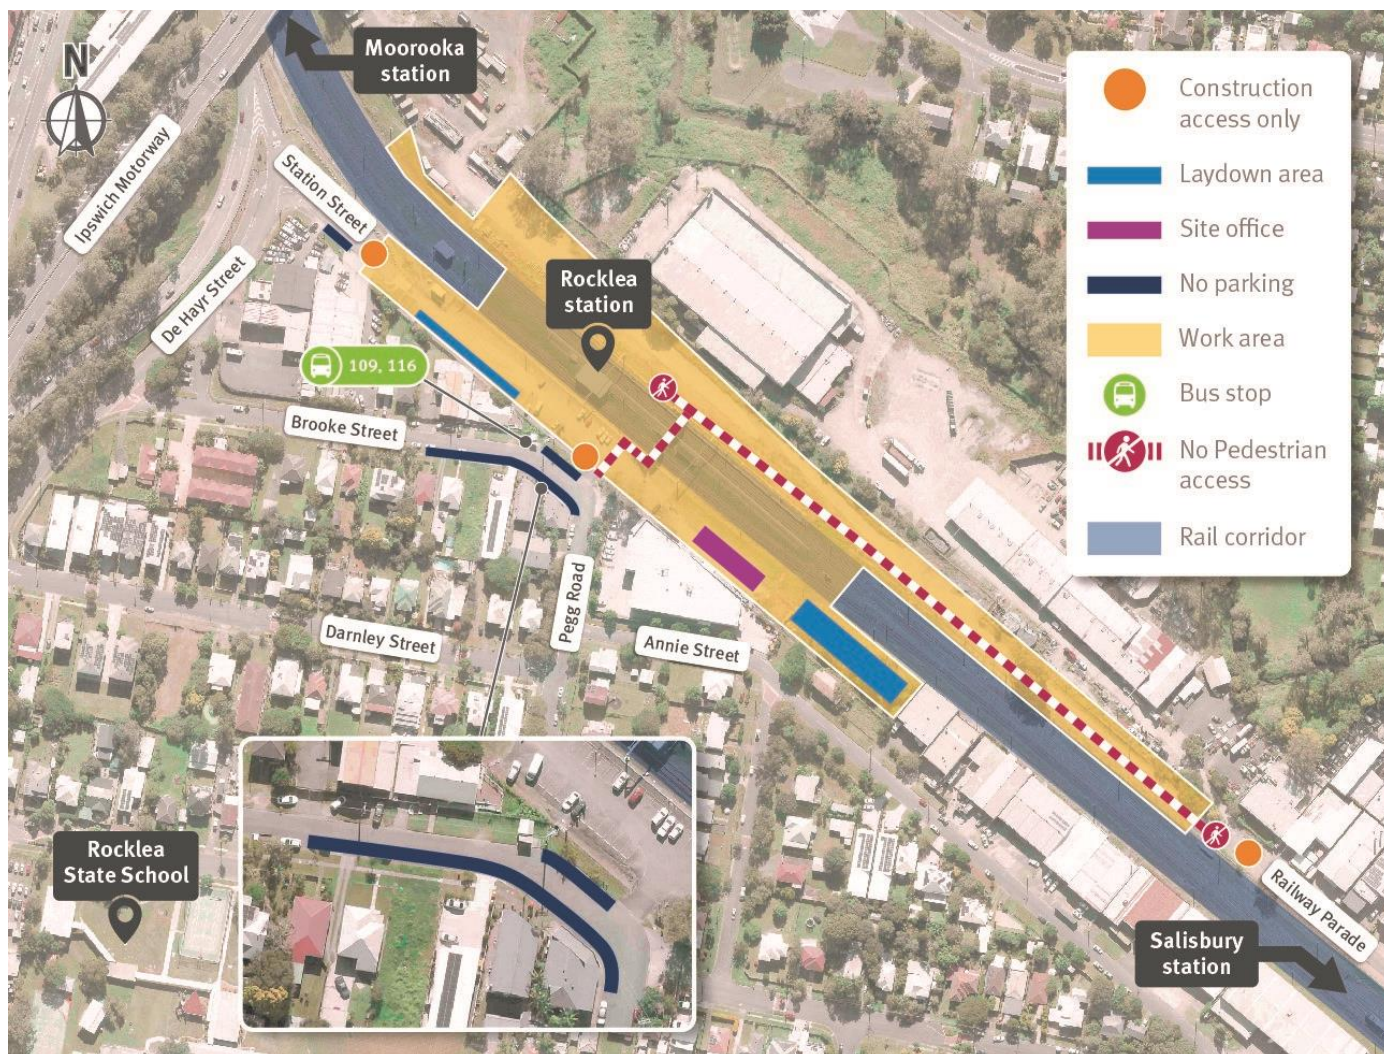 N
Moorooka
station
Ipswich Motorway
Station Street
De Hayr Street
Rocklea
station
109, 116
Brooke Street
Pegg Road
Darnley Street
Annie Street
Rocklea
State School
Railway Parade
Salisbury
station
Construction
access only
Laydown area
Site office
No parking
Work area
Bus stop
No Pedestrian
access
Rail corridor